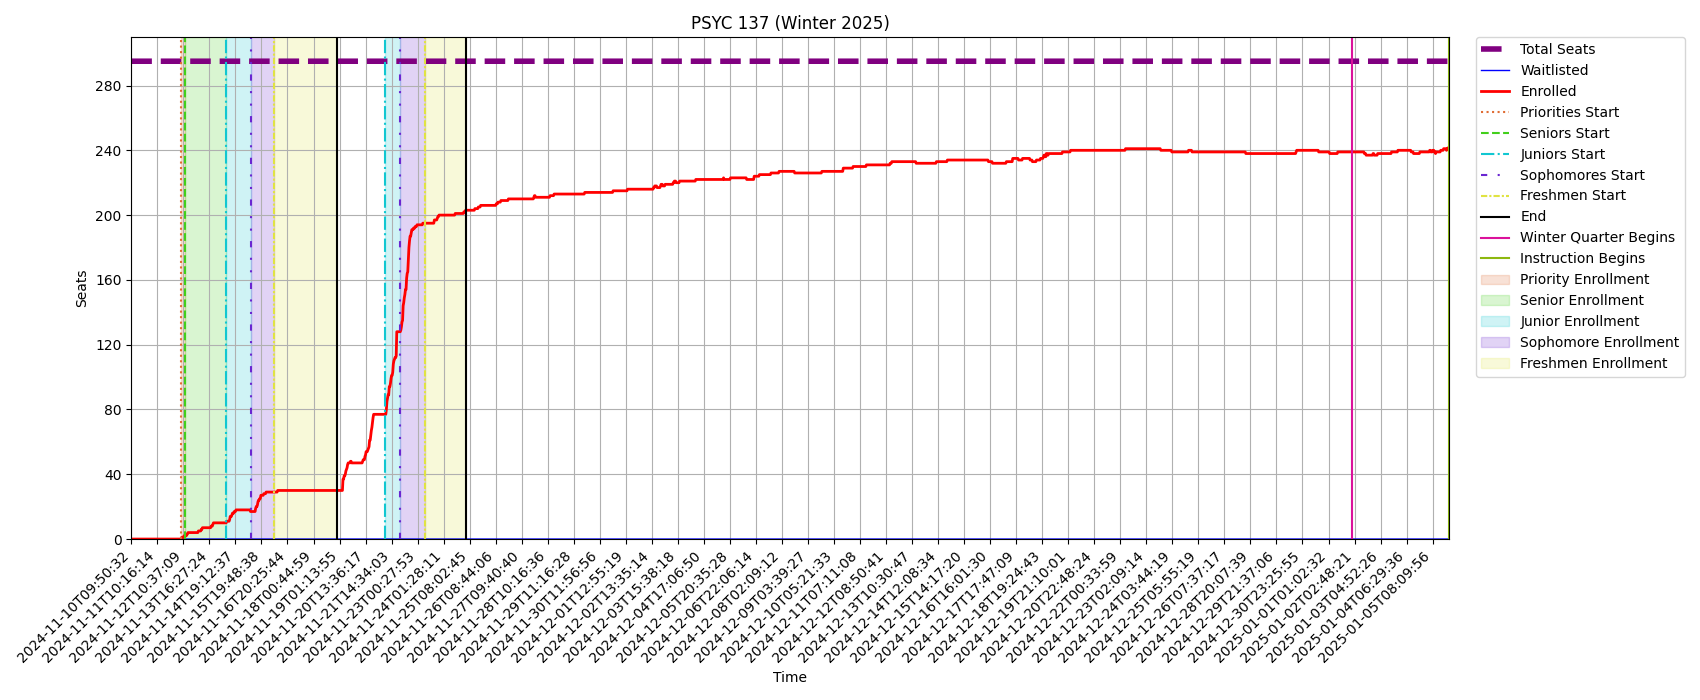 PSYC 137 (Winter 2025)
Seats
280
240
200
160
120
80
40
0
2024-11-10T09:50:32
2024-11-11T10:16:14
2024-11-12T10:37:09
2024-11-13T16:27:24
2024-11-14T19:12:37
2024-11-15T19:48:38
2024-11-16T20:25:44
2024-11-18T00:44:59
2024-11-19T01:13:55
2024-11-20T13:36:17
2024-11-21T14:34:03
2024-11-23T00:27:53
2024-11-24T01:28:11
2024-11-25T08:02:45
2024-11-26T08:44:06
2024-11-27T09:40:40
2024-11-28T10:16:36
2024-11-29T11:16:28
2024-11-30T11:56:56
2024-12-01T12:55:19
2024-12-02T13:35:14
2024-12-03T15:38:18
2024-12-04T17:06:50
2024-12-05T20:35:28
2024-12-06T22:06:14
2024-12-08T02:09:12
2024-12-09T03:39:27
2024-12-10T05:21:33
2024-12-11T07:11:08
2024-12-12T08:50:41
2024-12-13T10:30:47
2024-12-14T12:08:34
2024-12-15T14:17:20
2024-12-16T16:01:30
2024-12-17T17:47:09
2024-12-18T19:24:43
2024-12-19T21:10:01
2024-12-20T22:48:24
2024-12-22T00:33:59
2024-12-23T02:09:14
2024-12-24T03:44:19
2024-12-25T05:55:19
2024-12-26T07:37:17
2024-12-28T20:07:39
2024-12-29T21:37:06
2024-12-30T23:25:55
2025-01-01T01:02:32
2025-01-02T02:48:21
2025-01-03T04:52:26
2025-01-04T06:29:36
2025-01-05T08:09:56
Time
Total Seats
Waitlisted
Enrolled
Priorities Start
Seniors Start
Juniors Start
Sophomores Start
Freshmen Start
End
Winter Quarter Begins
Instruction Begins
Priority Enrollment
Senior Enrollment
Junior Enrollment
Sophomore Enrollment
Freshmen Enrollment